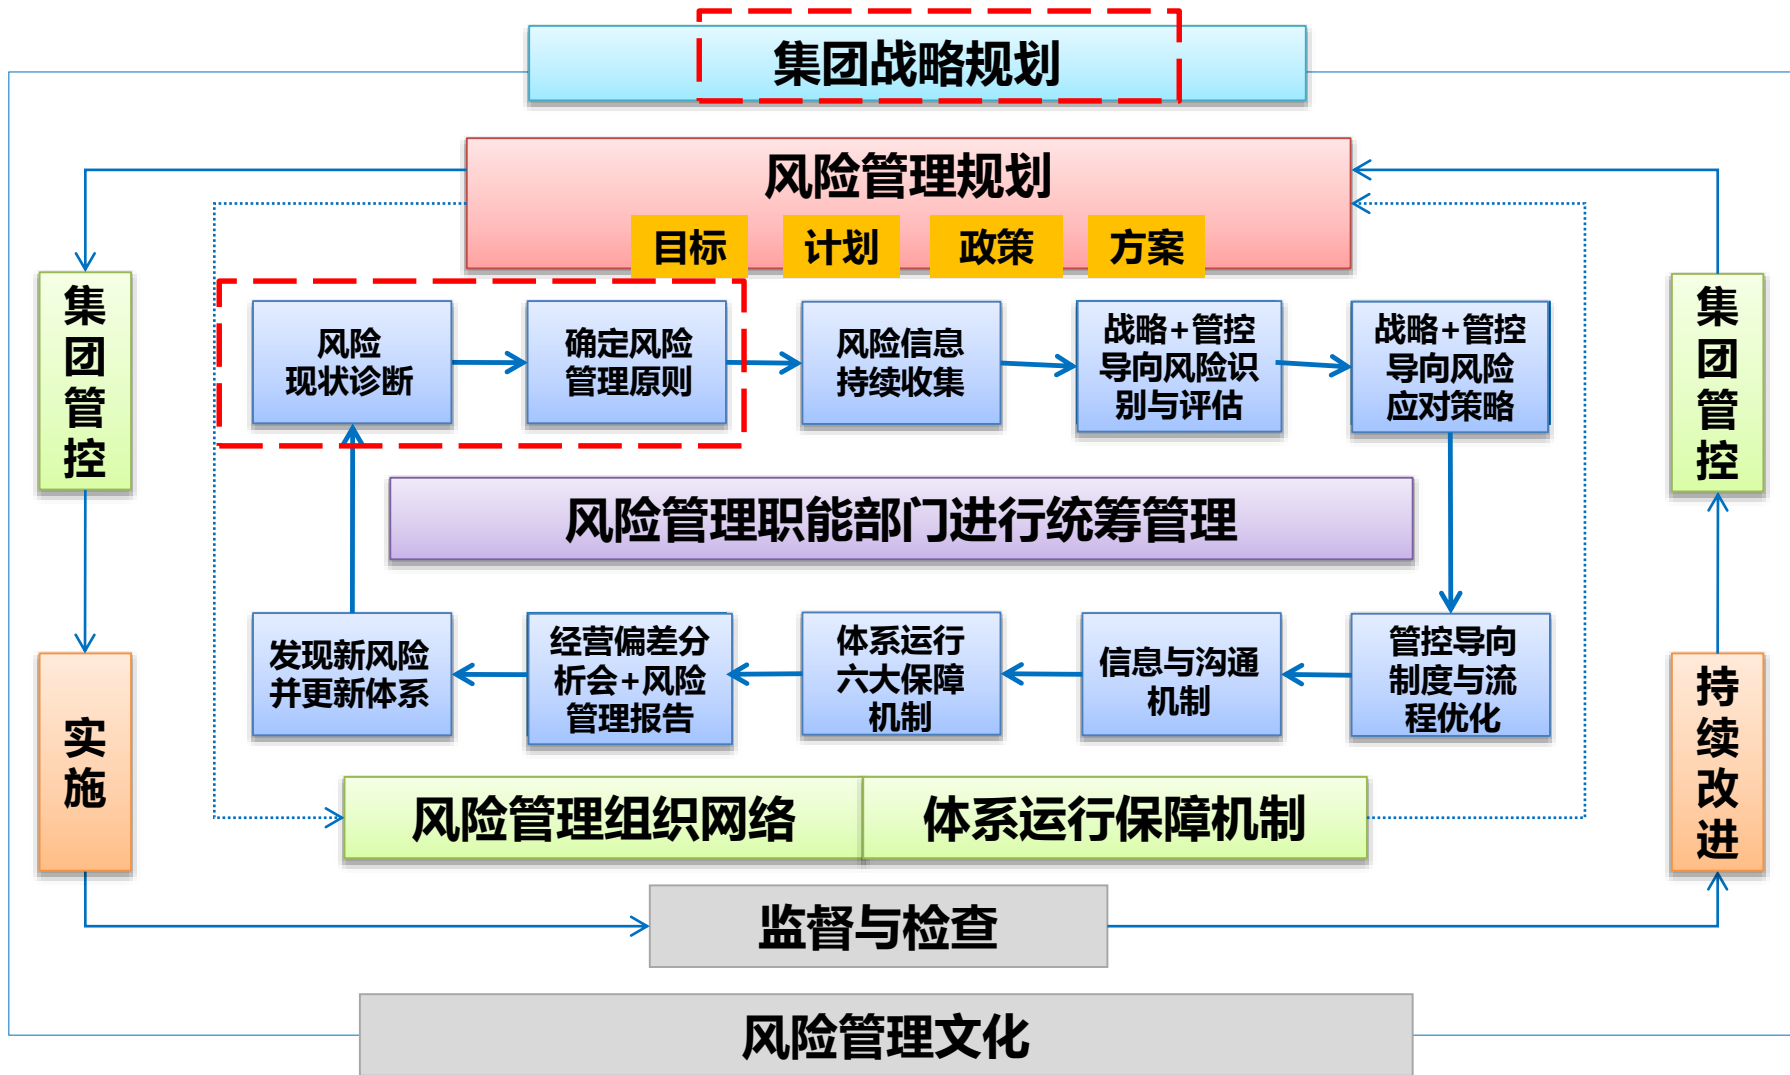 集团战略规划
风险管理规划
目标
计划
政策
方案
集
团
管
控
风险
现状诊断
确定风险
管理原则
风险信息
持续收集
战略+管控
导向风险识
别与评估
战略+管控
导向风险
应对策略
集
团
管
控
风险管理职能部门进行统筹管理
实
施
发现新风险
并更新体系
经营偏差分
析会+风险
管理报告
体系运行
六大保障
机制
信息与沟通
机制
管控导向
制度与流
程优化
持
续
改
进
风险管理组织网络
体系运行保障机制
监督与检查
风险管理文化